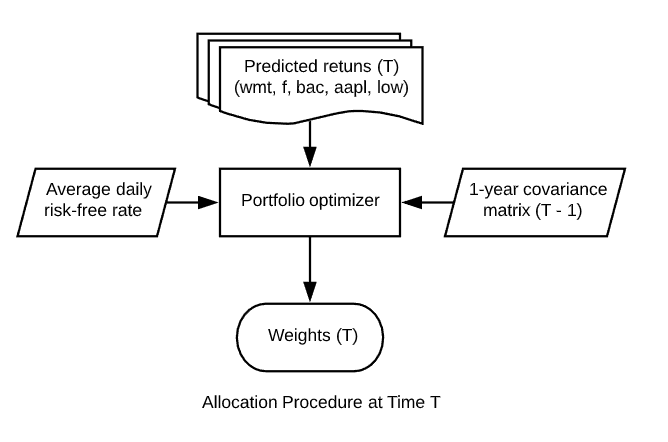 Predicted retuns (T)
(wmt, f, bac, aapl, low)
Average daily
risk-free rate
Portfolio optimizer
1-year covariance
matrix (T - 1)
Weights (T)
Allocation Procedure at Time T